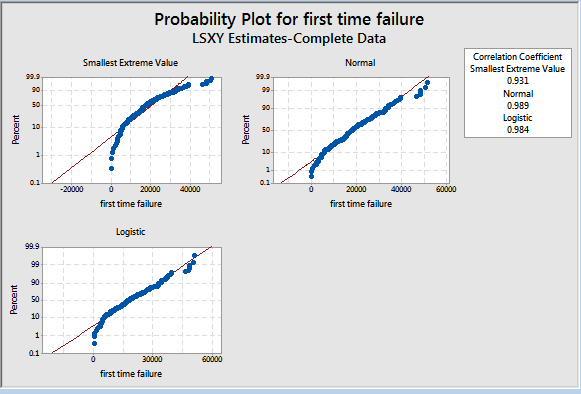 Probability Plot for first time failure
LSXY Estimates-Complete Data
Smallest Extreme Value
99.9
90
50
10
1
0.1
Percent
-20000
0
20000
40000
first time failure
Normal
99.9
99
90
50
10
1
0.1
Percent
0
20000
40000
60000
first time failure
Correlation Coefficient
Smallest Extreme Value
0.931
Normal
0.989
Logistic
0.984
Logistic
99.9
99
90
50
10
1
0.1
Percent
0
30000
60000
first time failure